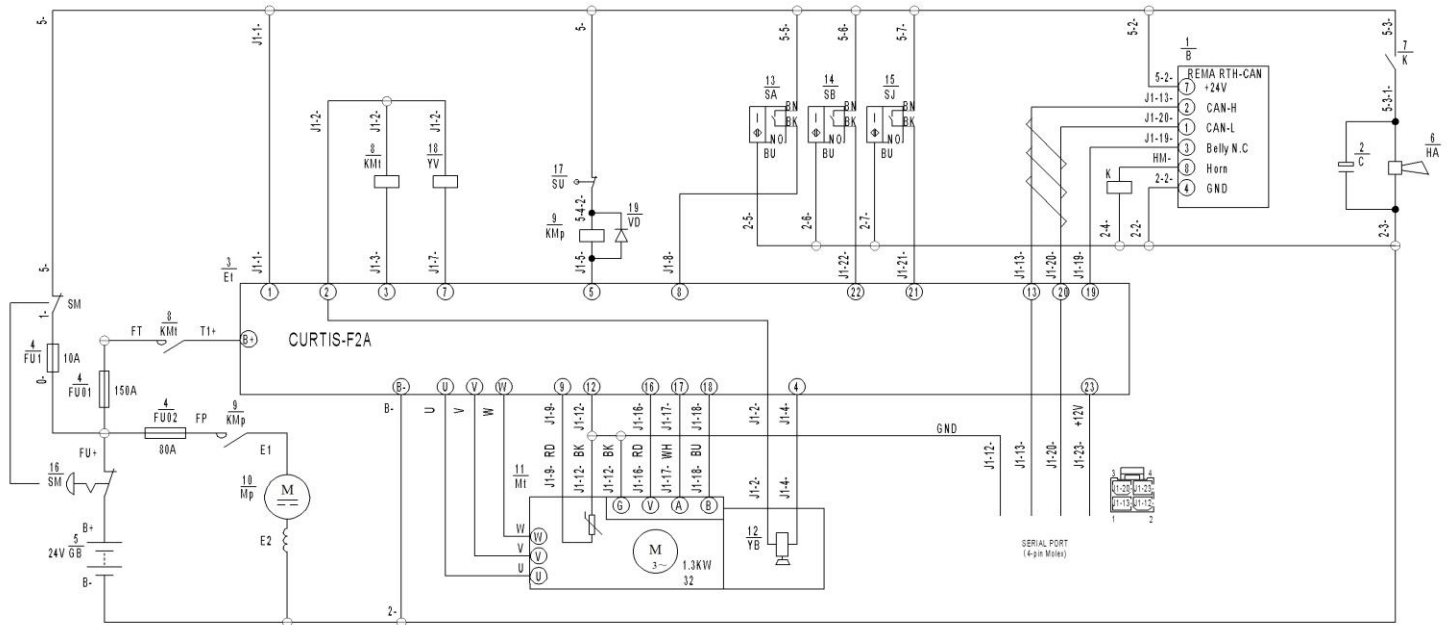 5-
J1-1-
5-
5-5-
5-6-
5-7-
5-2-
5-3-
1
B
7
K
REMA RTH-CAN
5-2-
7
+24V
J1-13-
2
CAN-H
J1-20-
1
CAN-L
J1-19-
3
Belly N.C
HM-
8
Horn
2-2-
4
GND
5-3-1-
13
SA
14
SB
15
SJ
BN
BK
NO
BU
BN
BK
NO
BU
BN
BK
NO
BU
J1-2-
J1-2-
J1-2-
8
KMt
18
YV
17
SU
5-4-2-
9
KMp
19
VD
K
2
C
6
HA
2-5-
2-6-
2-7-
2-4-
2-2-
2-3-
5-
3
Et
J1-1-
J1-3-
J1-7-
J1-5-
J1-8-
J1-22-
J1-21-
J1-13-
J1-20-
J1-19-
1
2
3
7
5
8
22
21
13
20
19
SM
1-
4
FU1
10A
0-
FT
8
KMt
T1+
B+
CURTIS-F2A
4
FU01
150A
B-
U
V
W
9
12
16
17
18
4
23
4
FU02
80A
FP
9
KMp
E1
B-
U
V
W
J1-9-
RD
J1-9-
J1-12-
BK
J1-12-
J1-12-
BK
J1-16-
RD
J1-16-
J1-17-
WH
J1-17-
J1-18-
BU
J1-18-
J1-2-
J1-2-
J1-4-
J1-4-
GND
J1-12-
J1-13-
J1-20-
+12V
J1-23-
FU+
16
SM
10
Mp
M
11
Mt
G
V
A
B
3
4
J1-20-
J1-23-
J1-13-
J1-12-
1
2
E2
W
W
V
V
U
U
M
3~
1.3KW
32
12
YB
SERIAL PORT
(4-pin Molex)
B+
5
24V GB
B-
2-